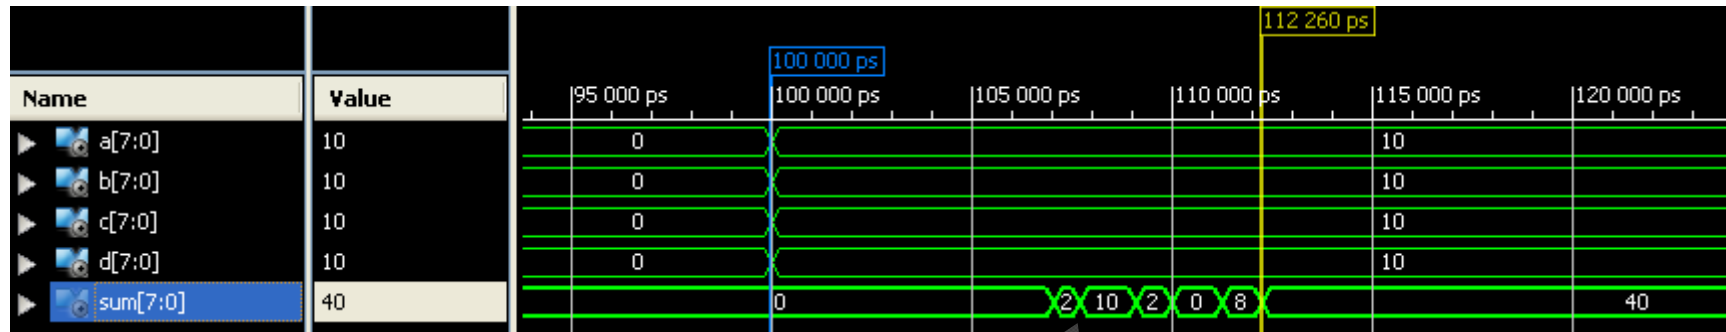 112 260 ps
100 000 ps
Name Value 95 000 ps 100 000 ps 105 000 ps 110 000 ps 115 000 ps 120 000 ps
a[7:0] 10 0 10
b[7:0] 10 0 10
c[7:0] 10 0 10
d[7:0] 10 0 10
sum[7:0] 40 0 2 10 2 0 8 40